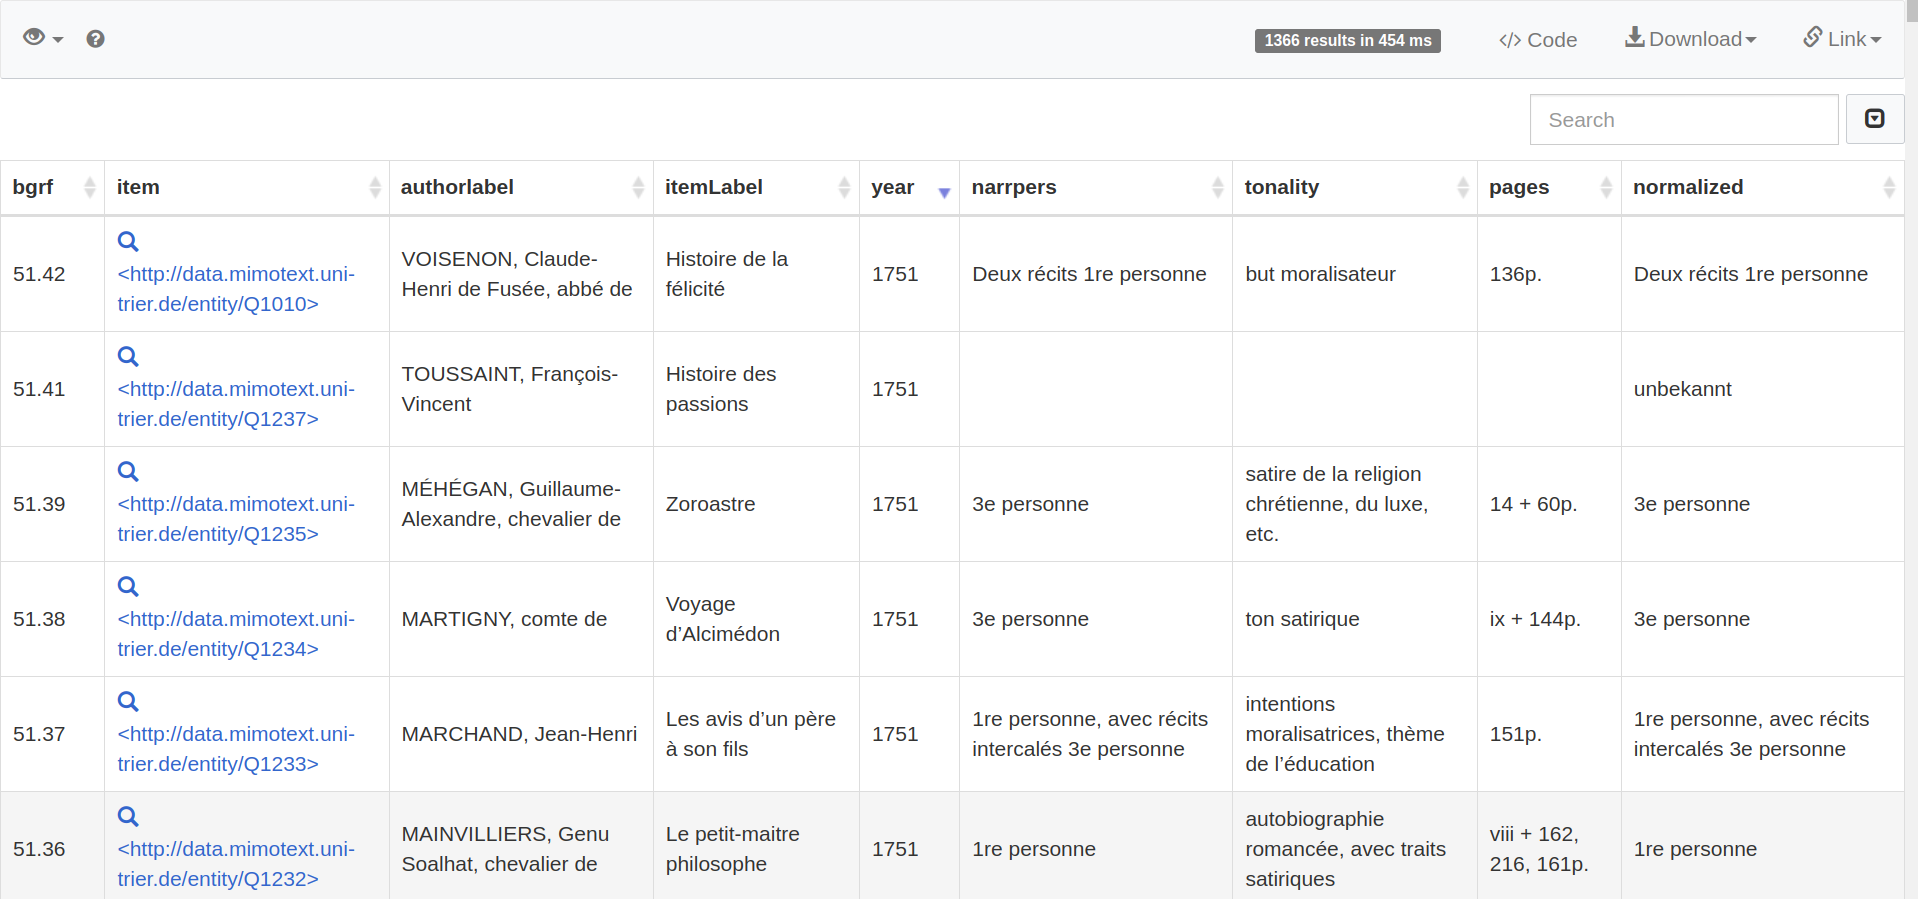 1366 results in 454 ms
</> Code
Download
Link
Search
bgrf item authorlabel itemLabel year narrpers tonality pages normalized
51.42
<http://data.mimotext.uni-
trier.de/entity/Q1010>
VOISENON, Claude-
Henri de Fusée, abbé de
Histoire de la
félicité
1751
Deux récits 1re personne
but moralisateur
136p.
Deux récits 1re personne
51.41
<http://data.mimotext.uni-
trier.de/entity/Q1237>
TOUSSAINT, François-
Vincent
Histoire des
passions
1751
unbekannt
51.39
<http://data.mimotext.uni-
trier.de/entity/Q1235>
MÉHÉGAN, Guillaume-
Alexandre, chevalier de
Zoroastre
1751
3e personne
satire de la religion
chrétienne, du luxe,
etc.
14 + 60p.
3e personne
51.38
<http://data.mimotext.uni-
trier.de/entity/Q1234>
MARTIGNY, comte de
Voyage
d’Alcimédon
1751
3e personne
ton satirique
ix + 144p.
3e personne
51.37
<http://data.mimotext.uni-
trier.de/entity/Q1233>
MARCHAND, Jean-Henri
Les avis d’un père
à son fils
1751
1re personne, avec récits
intercalés 3e personne
intentions
moralisatrices, thème
de l’éducation
151p.
1re personne, avec récits
intercalés 3e personne
51.36
<http://data.mimotext.uni-
trier.de/entity/Q1232>
MAINVILLIERS, Genu
Soalhat, chevalier de
Le petit-maitre
philosophe
1751
1re personne
autobiographie
romancée, avec traits
satiriques
viii + 162,
216, 161p.
1re personne